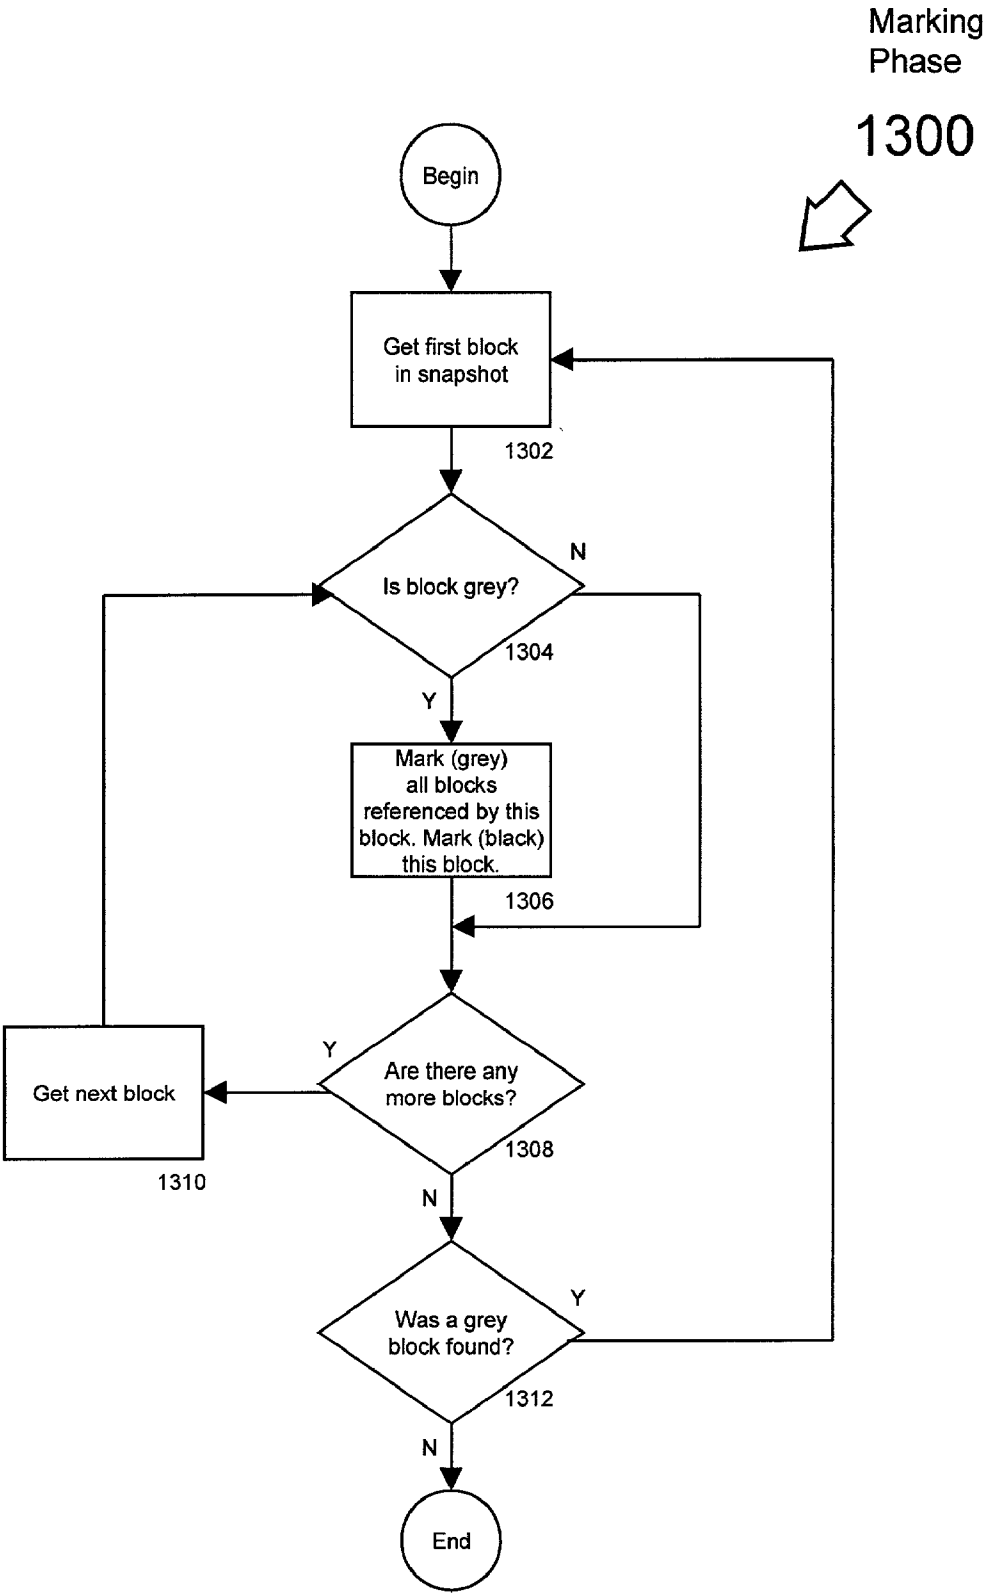 Marking
Phase
1300
Begin
Get first block
in snapshot
1302
Is block grey?
N
1304
Y
Mark (grey)
all blocks
referenced by this
block. Mark (black)
this block.
1306
Are there any
more blocks?
Y
1308
Get next block
1310
N
Was a grey
block found?
Y
1312
N
End